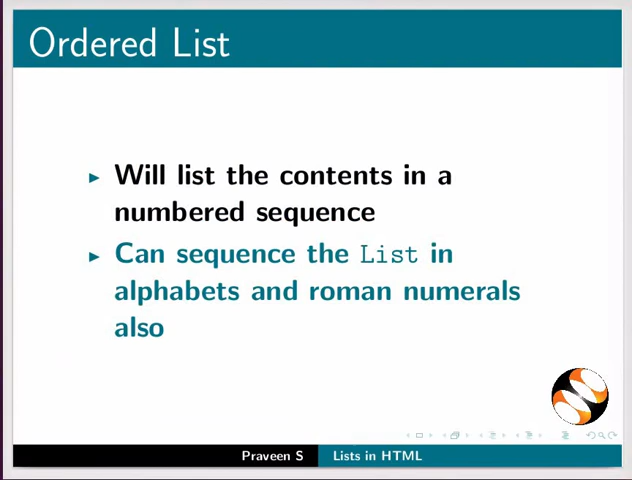 Ordered List
Will list the contents in a
numbered sequence
Can sequence the List in
alphabets and roman numerals
also
Praveen S
Lists in HTML